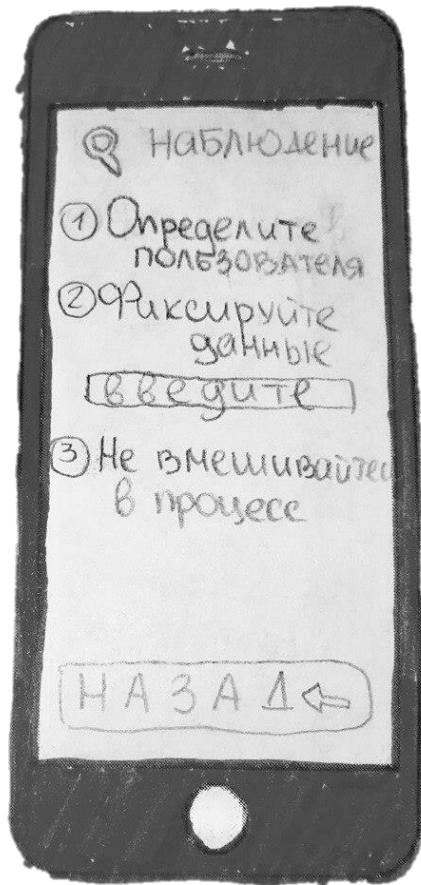 НАБЛЮДЕНИЕ
1 Определите
пользователя
2 Фиксируйте
данные
введите
3 Не вмешивайтесь
в процесс
НАЗАД